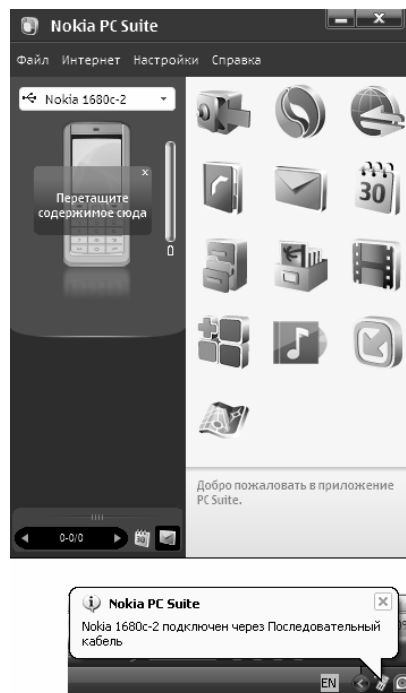 Nokia PC Suite
Файл Интернет Настройки Справка
Nokia 1680c-2
Перетащите
содержимое сюда
30
Добро пожаловать в приложение
PC Suite.
0-0/0
Nokia PC Suite
Nokia 1680c-2 подключен через Последовательный
кабель
EN